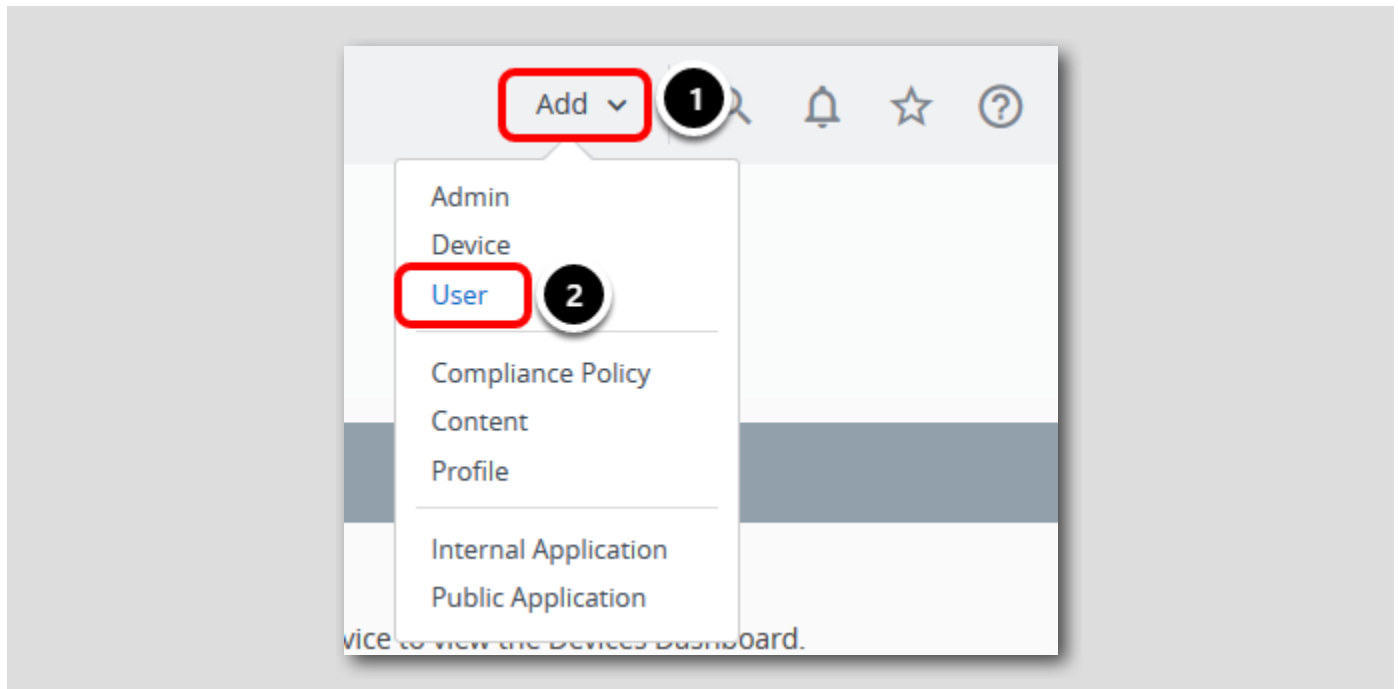 Add
1
Admin
Device
User
2
Compliance Policy
Content
Profile
Internal Application
Public Application
vice to view the Devices Dashboard.